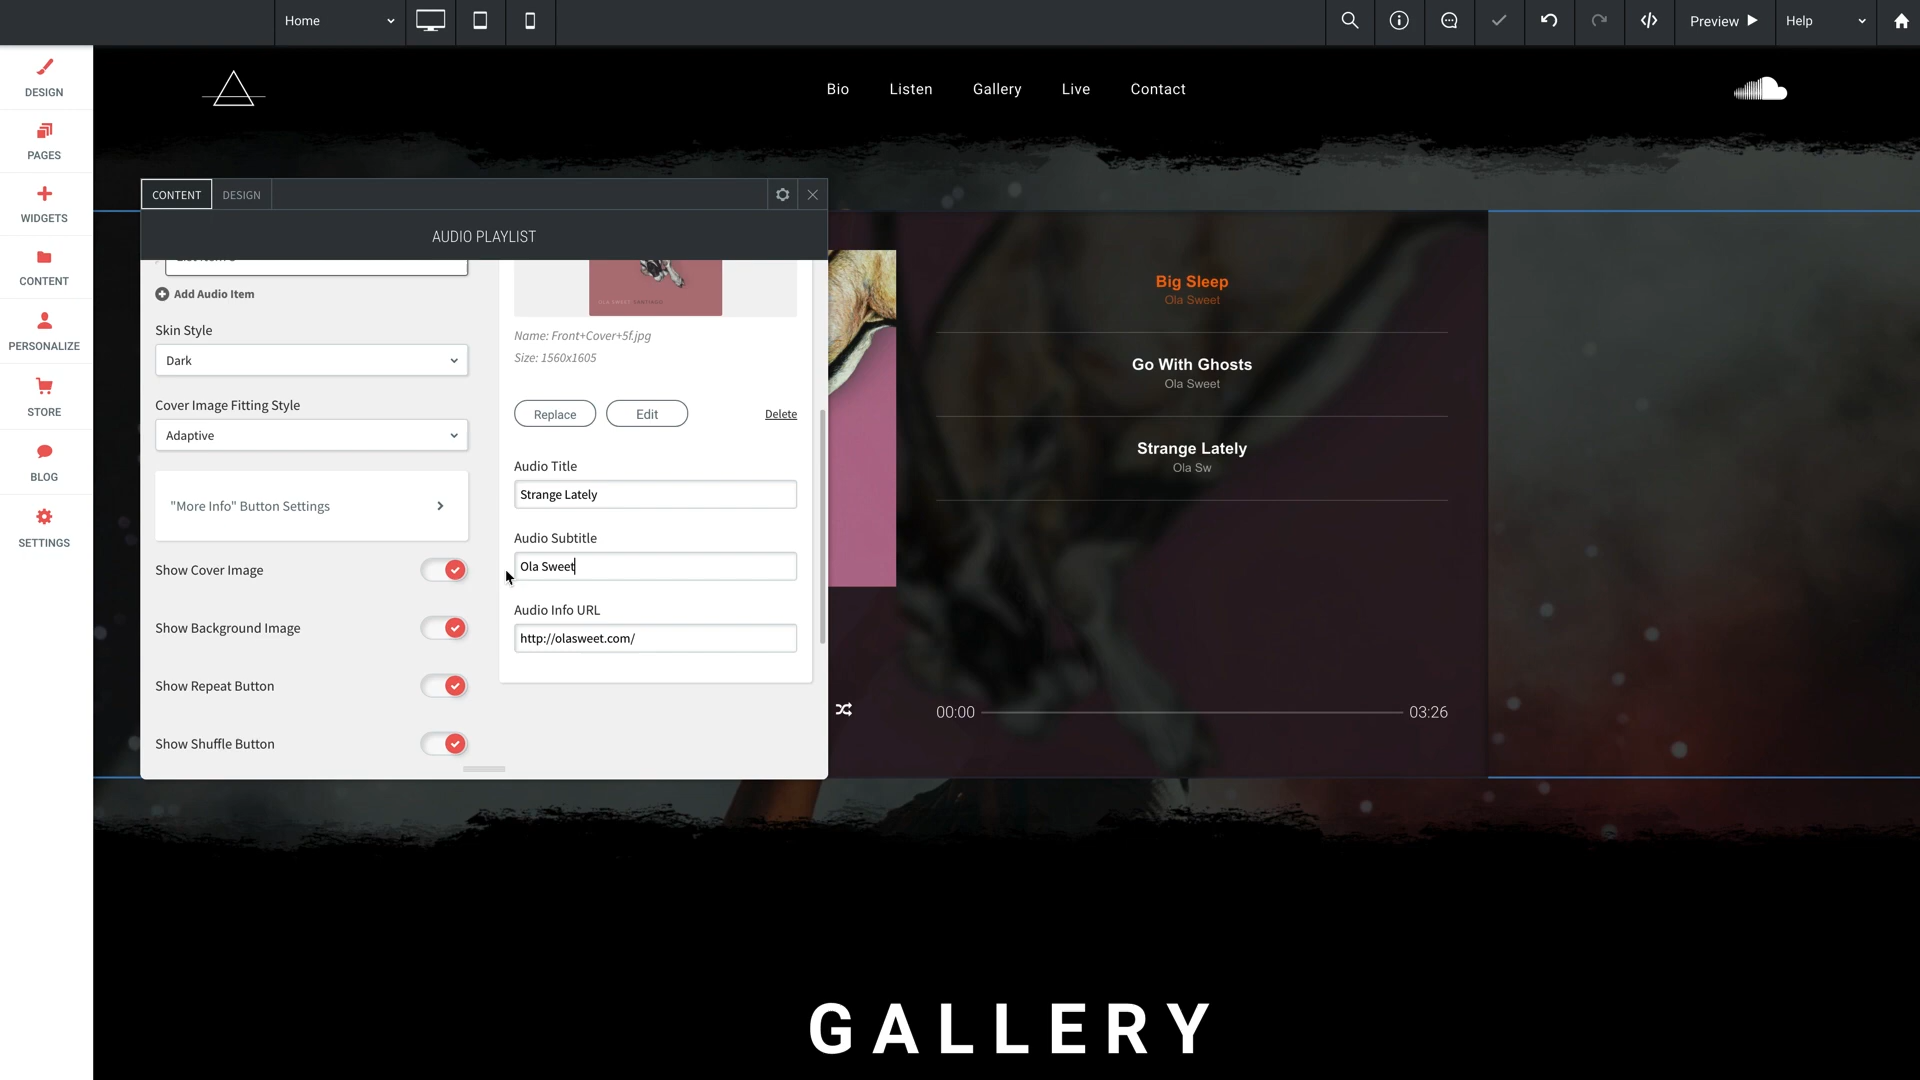 Home
Preview
Help
DESIGN
PAGES
WIDGETS
CONTENT
PERSONALIZE
STORE
BLOG
SETTINGS
Bio
Listen
Gallery
Live
Contact
CONTENT
DESIGN
AUDIO PLAYLIST
Add Audio Item
Skin Style
Dark
Cover Image Fitting Style
Adaptive
"More Info" Button Settings
Show Cover Image
Show Background Image
Show Repeat Button
Show Shuffle Button
OLA SWEET
Name: Front+Cover+5f.jpg
Size: 1560x1605
Replace
Edit
Delete
Audio Title
Strange Lately
Audio Subtitle
Ola Sweet
Audio Info URL
http://olasweet.com/
Big Sleep
Ola Sweet
Go With Ghosts
Ola Sweet
Strange Lately
Ola Sw
00:00
03:26
GALLERY